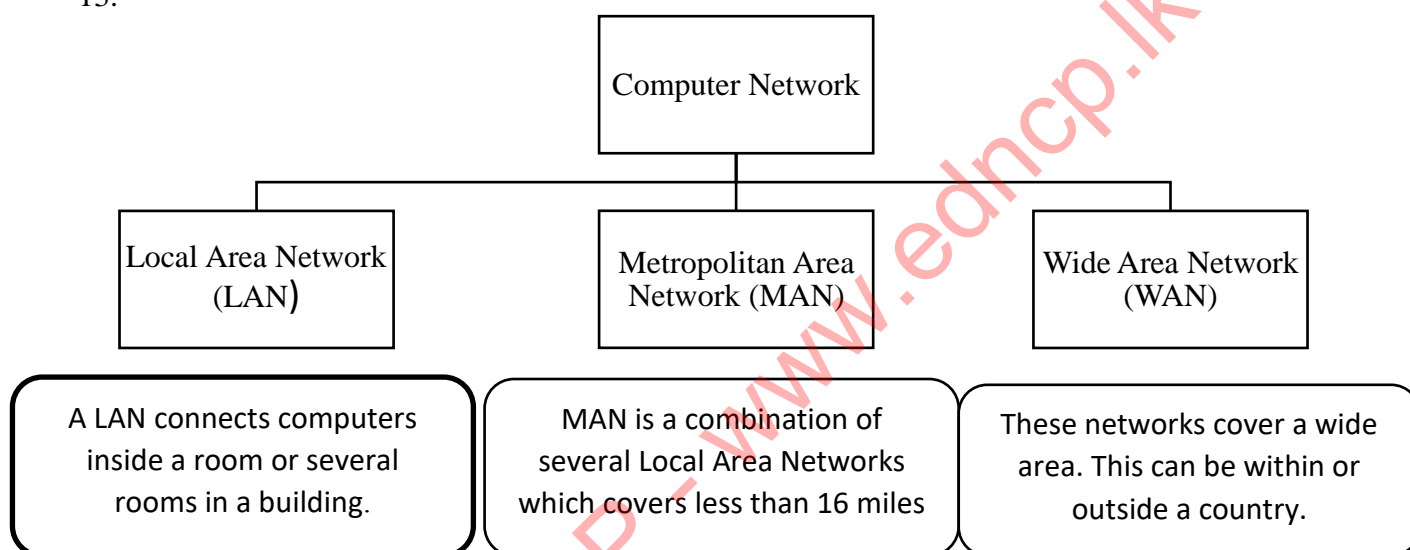 13.
Computer Network
Local Area Network
(LAN)
Metropolitan Area
Network (MAN)
Wide Area Network
(WAN)
A LAN connects computers
inside a room or several
rooms in a building.
MAN is a combination of
several Local Area Networks
which covers less than 16 miles
These networks cover a wide
area. This can be within or
outside a country.
P - www.edncp.lk